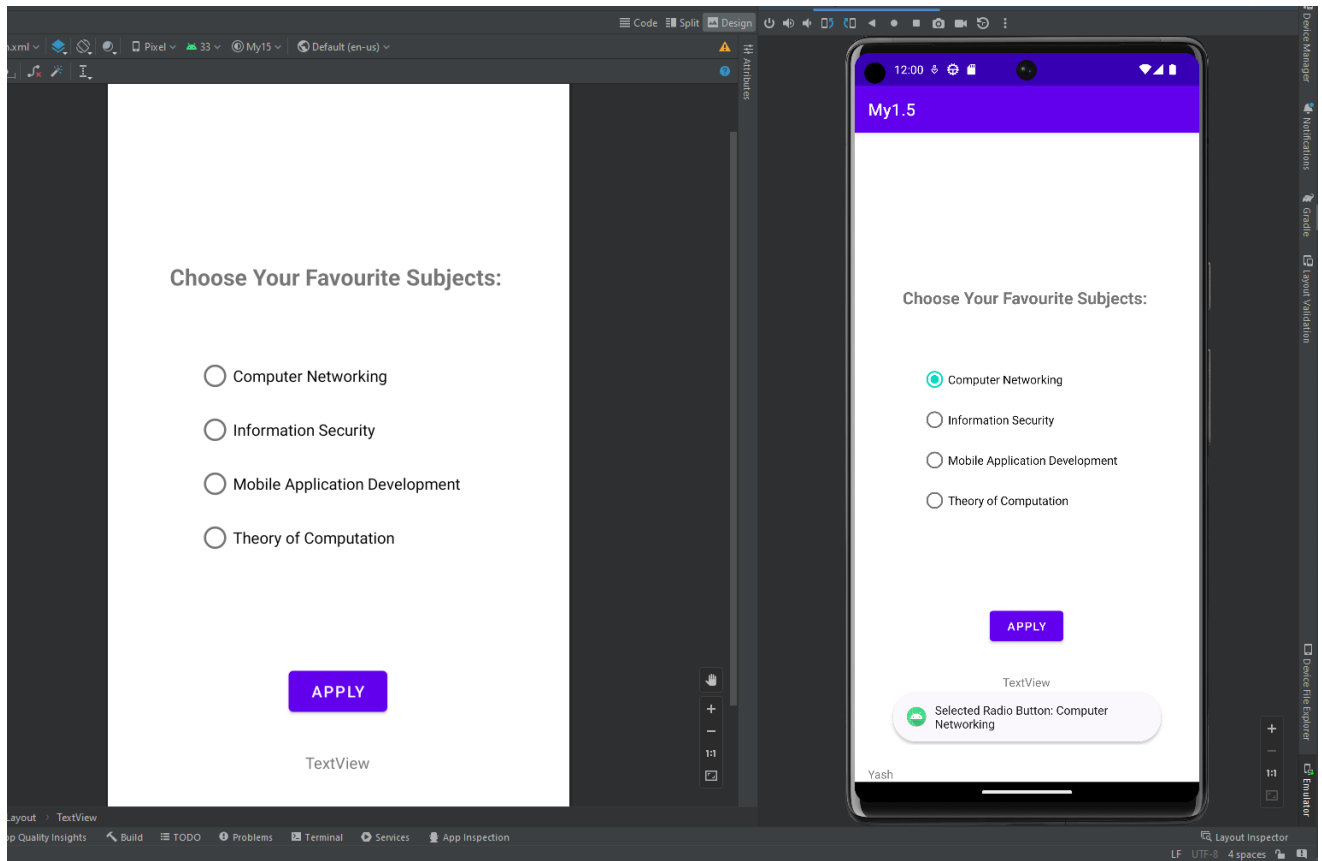 Code Split Design
n.xml Pixel 33 My15 Default (en-us)
Attributes
Choose Your Favourite Subjects:
Computer Networking
Information Security
Mobile Application Development
Theory of Computation
APPLY
TextView
1:1
12:00
My1.5
Choose Your Favourite Subjects:
Computer Networking
Information Security
Mobile Application Development
Theory of Computation
APPLY
TextView
Selected Radio Button: Computer
Networking
Yash
1:1
Device Manager
Notifications
Gradle
Layout Validation
Device File Explorer
Emulator
Layout > TextView
Quality Insights Build TODO Problems Terminal Services App Inspection
Layout Inspector
LF UTF-8 4 spaces